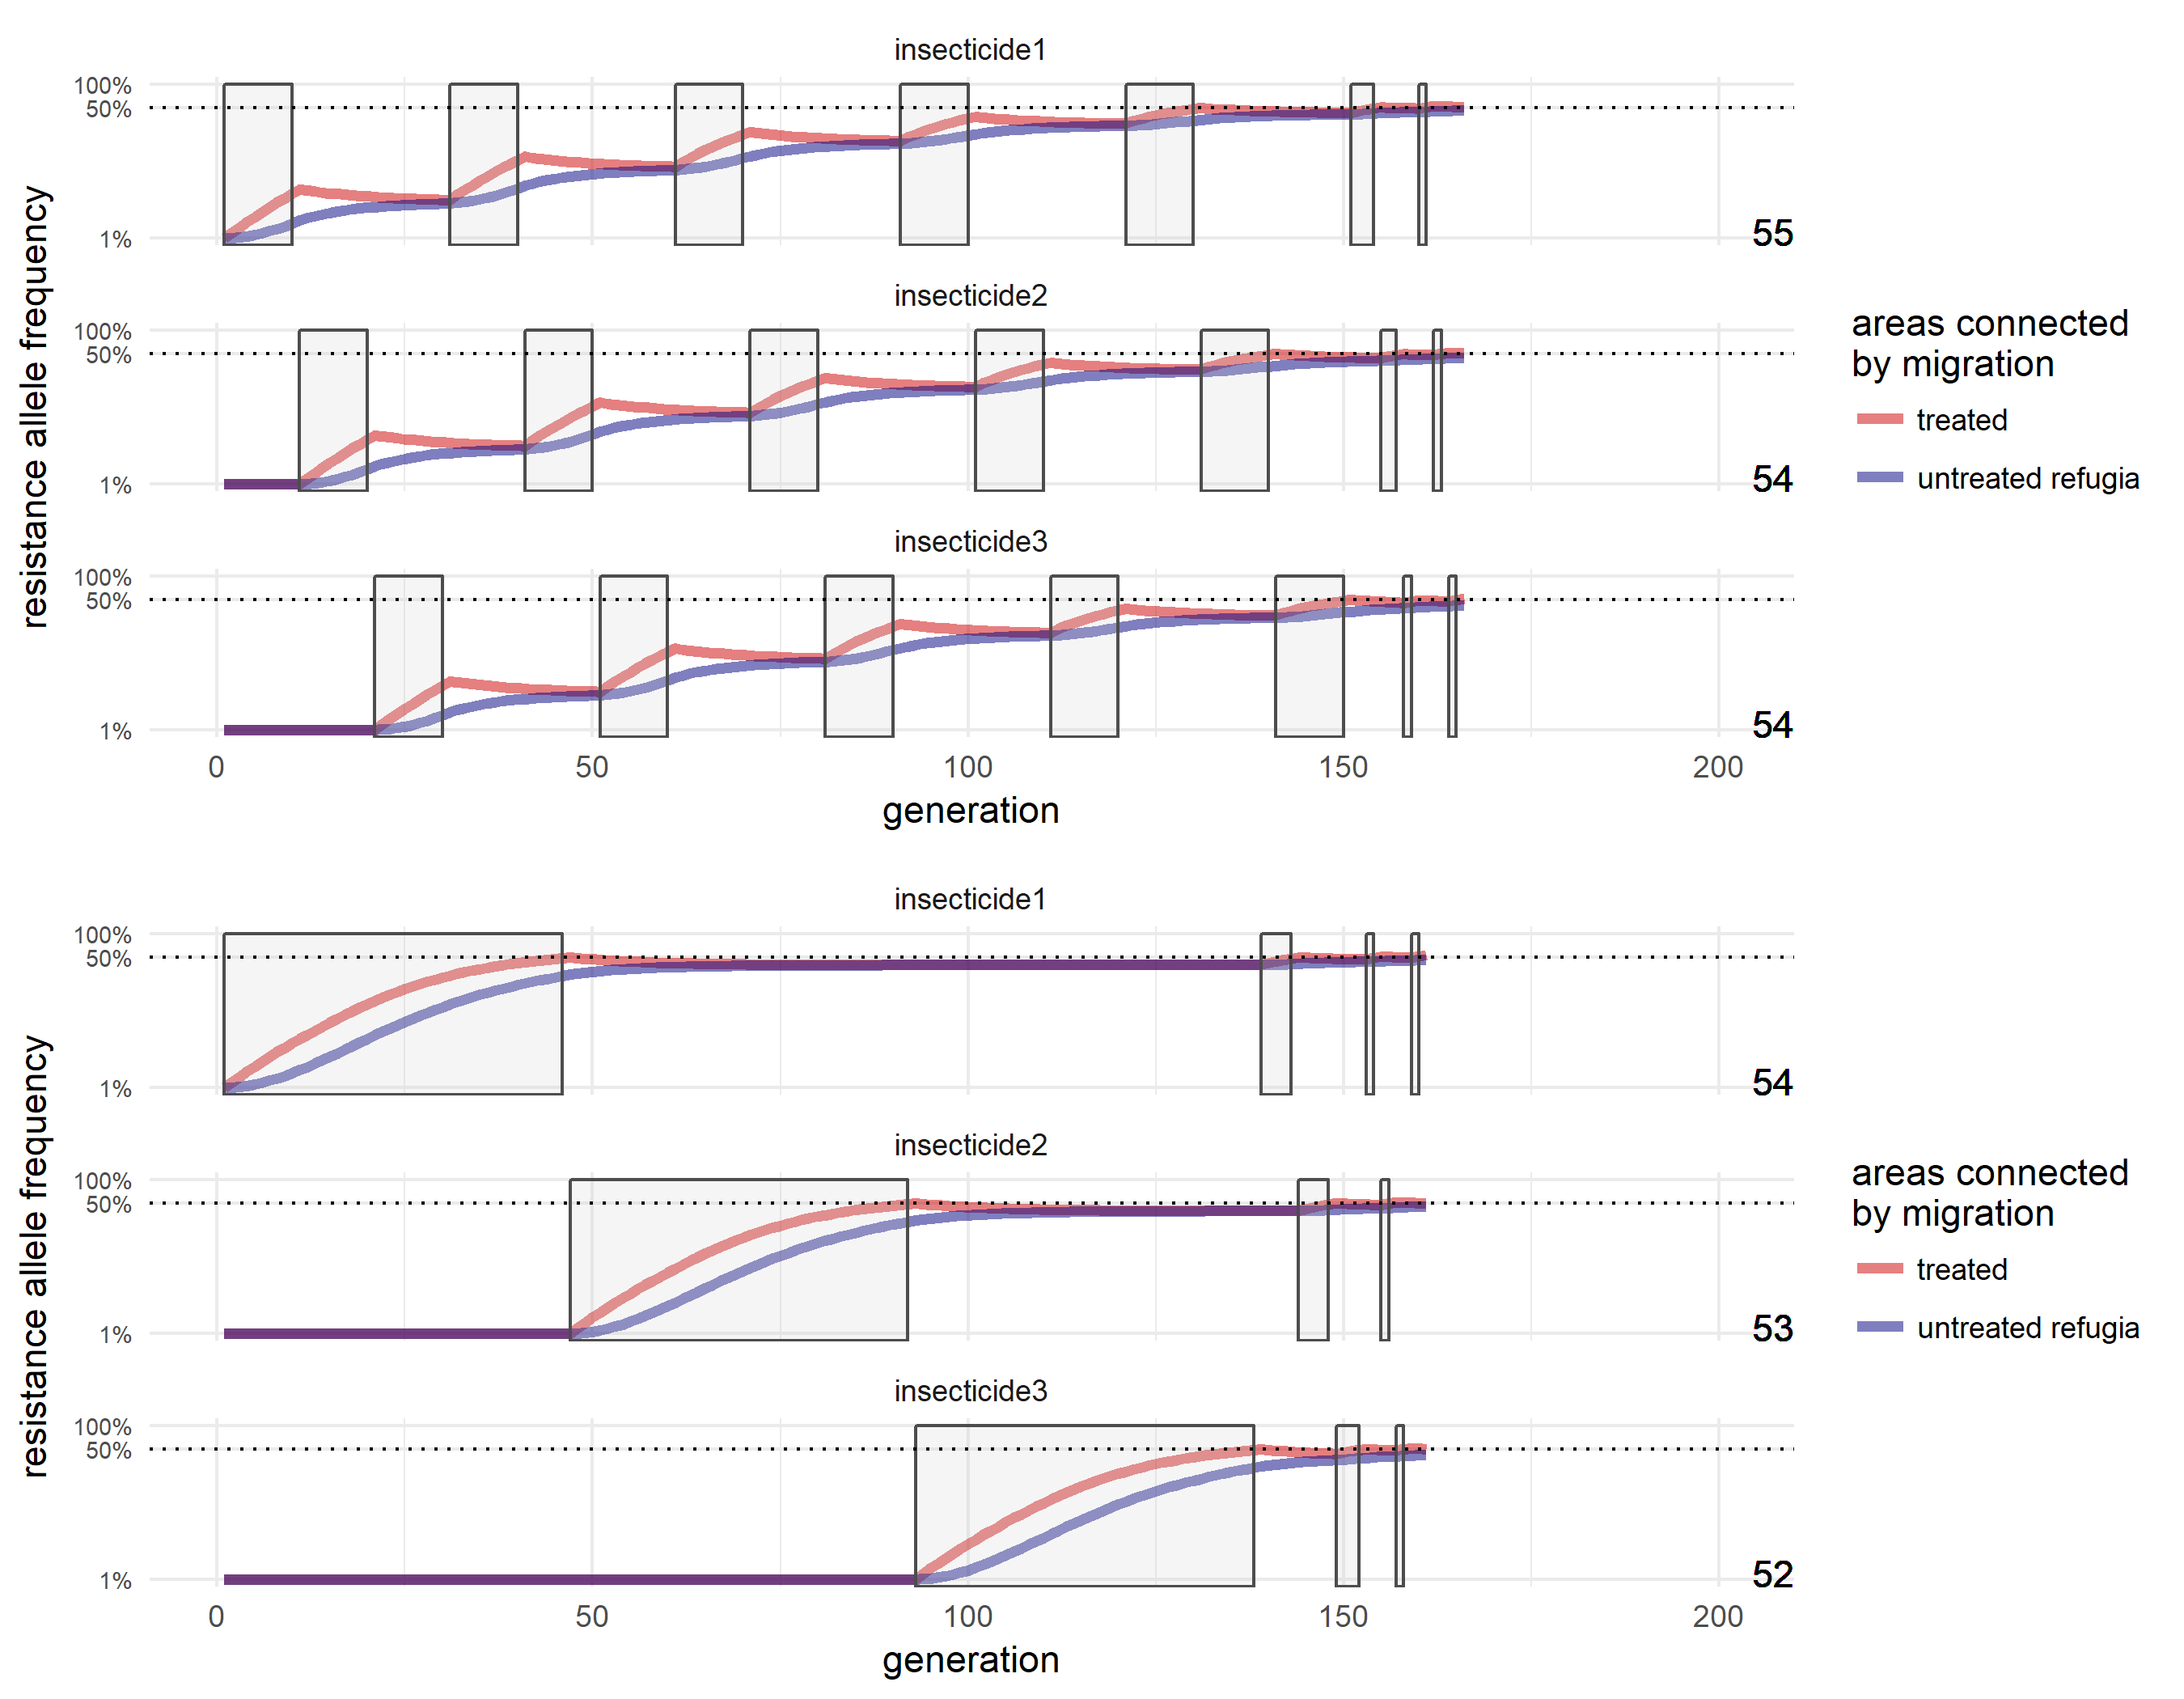 insecticide1
100%
50%
1%
55
insecticide2
100%
50%
1%
54
insecticide3
100%
50%
1%
54
0 50 100 150 200
generation
resistance allele frequency
areas connected
by migration
treated
untreated refugia
insecticide1
100%
50%
1%
54
insecticide2
100%
50%
1%
53
insecticide3
100%
50%
1%
52
0 50 100 150 200
generation
resistance allele frequency
areas connected
by migration
treated
untreated refugia